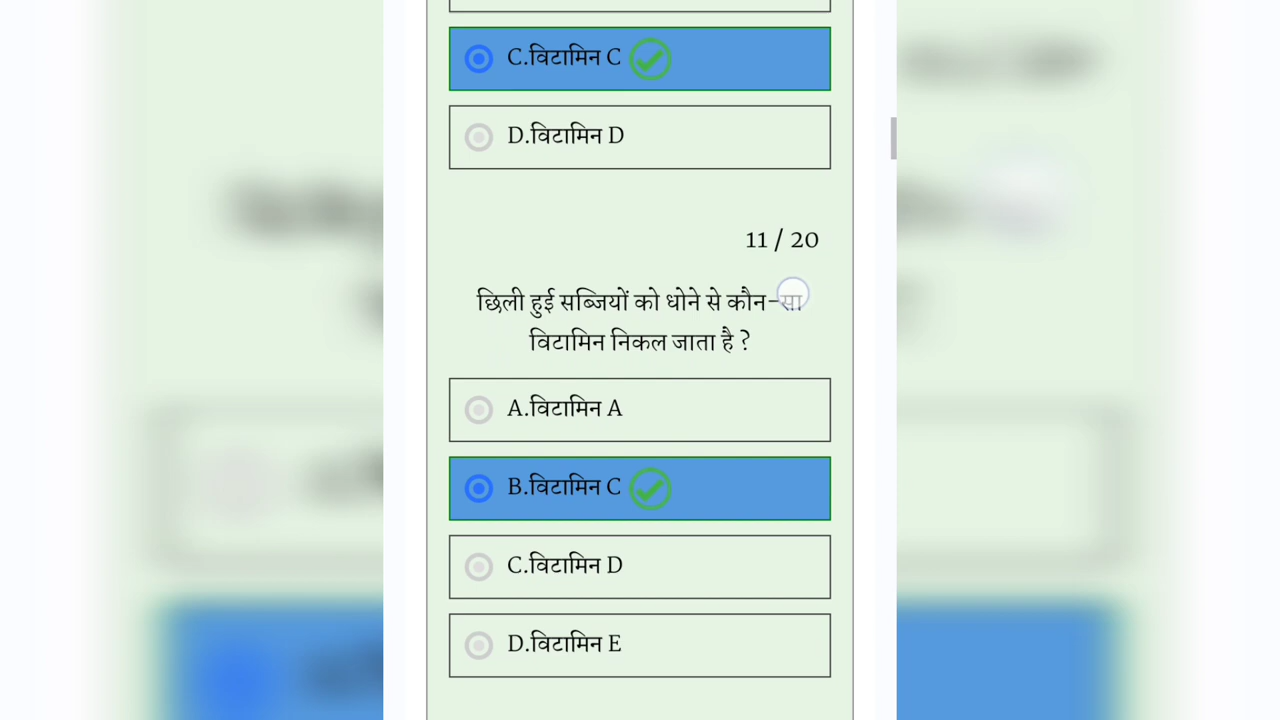 C.विटामिन C
D.विटामिन D
11 / 20
छिली हुई सब्जियों को धोने से कौन-सा
विटामिन निकल जाता है ?
A.विटामिन A
B.विटामिन C
C.विटामिन D
D.विटामिन E